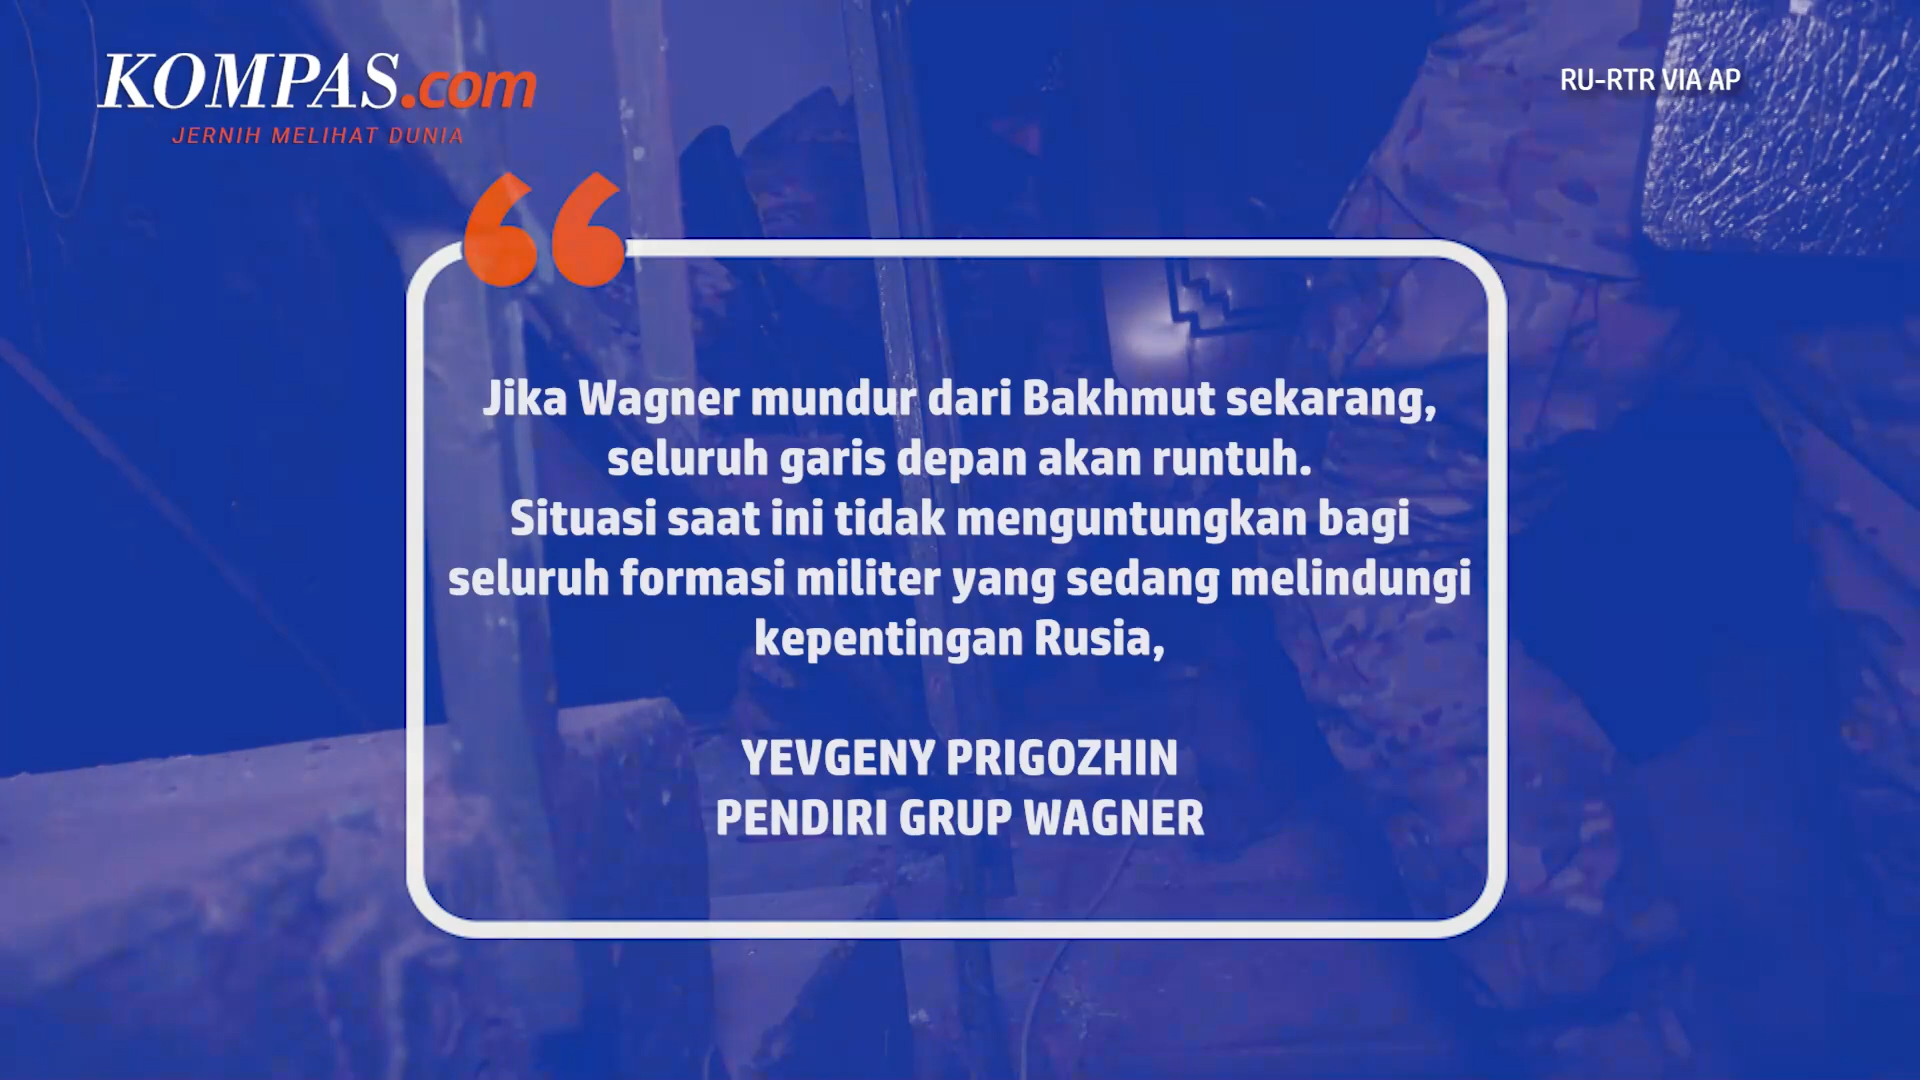 KOMPAS.com
JERNIH MELIHAT DUNIA
RU-RTR VIA AP
Jika Wagner mundur dari Bakhmut sekarang,
seluruh garis depan akan runtuh.
Situasi saat ini tidak menguntungkan bagi
seluruh formasi militer yang sedang melindungi
kepentingan Rusia,
YEVGENY PRIGOZHIN
PENDIRI GRUP WAGNER